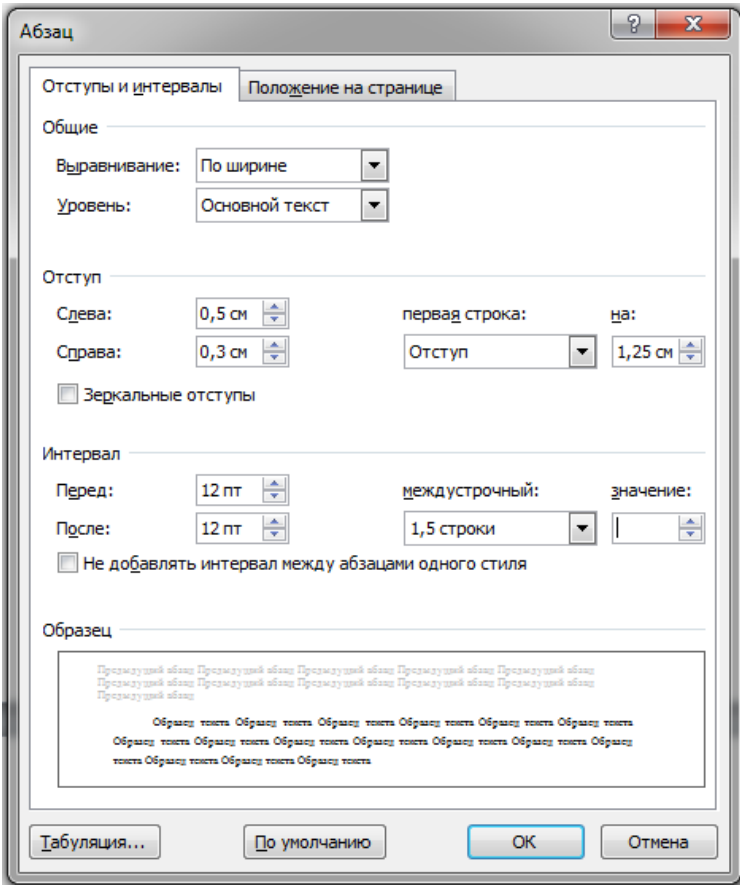 Абзац
Отступы и интервалы Положение на странице
Общие
Выравнивание: По ширине
Уровень: Основной текст
Отступ
Слева: 0,5 см первая строка: на:
Справа: 0,3 см Отступ 1,25 см
Зеркальные отступы
Интервал
Перед: 12 пт междустрочный: значение:
После: 12 пт 1,5 строки
Не добавлять интервал между абзацами одного стиля
Образец
Предыдущий абзац Предыдущий абзац Предыдущий абзац Предыдущий абзац Предыдущий абзац
Предыдущий абзац Предыдущий абзац Предыдущий абзац Предыдущий абзац Предыдущий абзац
Предыдущий абзац
Образец текста Образец текста Образец текста Образец текста Образец текста Образец текста
Образец текста Образец текста Образец текста Образец текста Образец текста Образец текста Образец
текста Образец текста Образец текста Образец текста
Табуляция... По умолчанию ОК Отмена